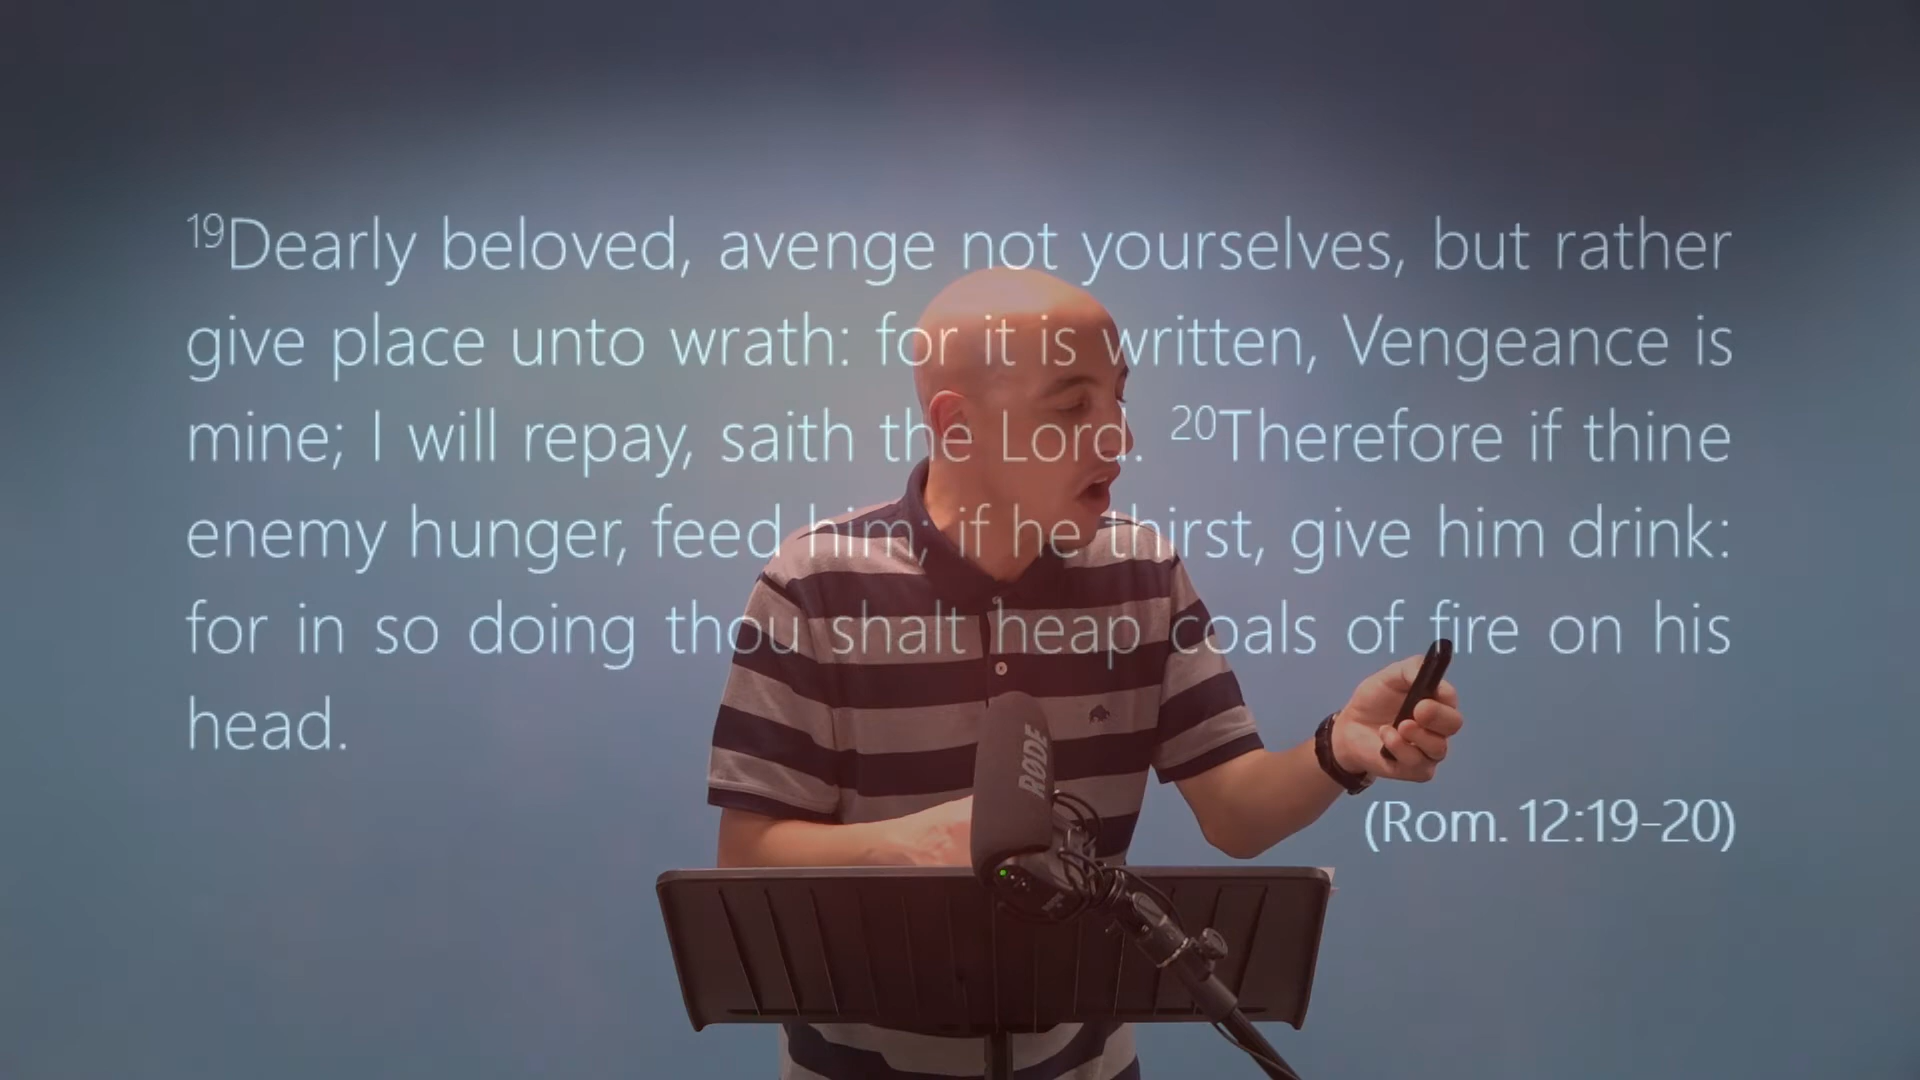 19Dearly beloved, avenge not yourselves, but rather
give place unto wrath: for it is written, Vengeance is
mine; I will repay, saith the Lord. 20Therefore if thine
enemy hunger, feed him; if he thirst, give him drink:
for in so doing thou shalt heap coals of fire on his
head.
(Rom. 12:19-20)
RØDE